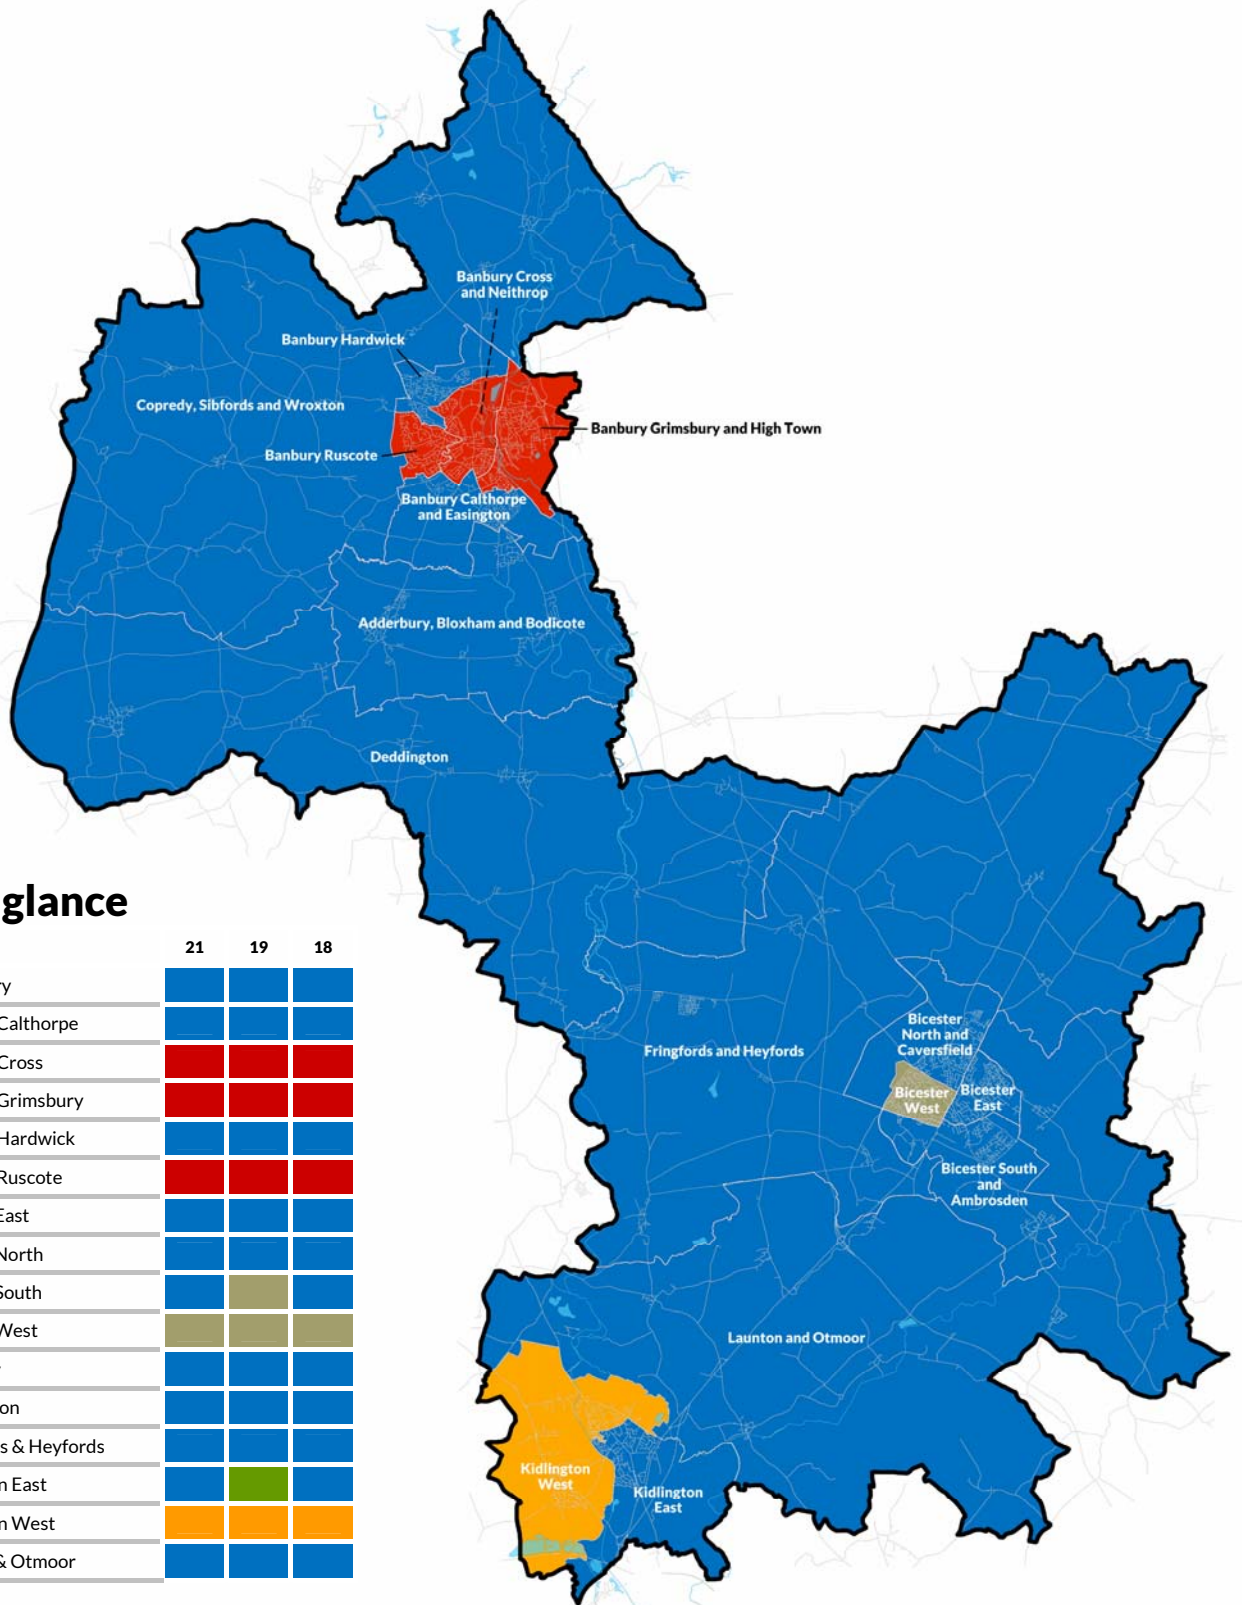 Banbury Cross
and Neithrop
Banbury Hardwick
Copredy, Sibfords and Wroxton
Banbury Grimsbury and High Town
Banbury Ruscote
Banbury Calthorpe
and Easington
Adderbury, Bloxham and Bodicote
Deddington
Fringfords and Heyfords
Bicester
North and
Caversfield
Bicester
West
Bicester
East
Bicester South
and
Ambrosden
Launton and Otmoor
Kidlington
West
Kidlington
East
glance
21 19 18
ry
Calthorpe
Cross
Grimsbury
Hardwick
Ruscote
East
North
South
West
on
s & Heyfords
n East
n West
& Otmoor